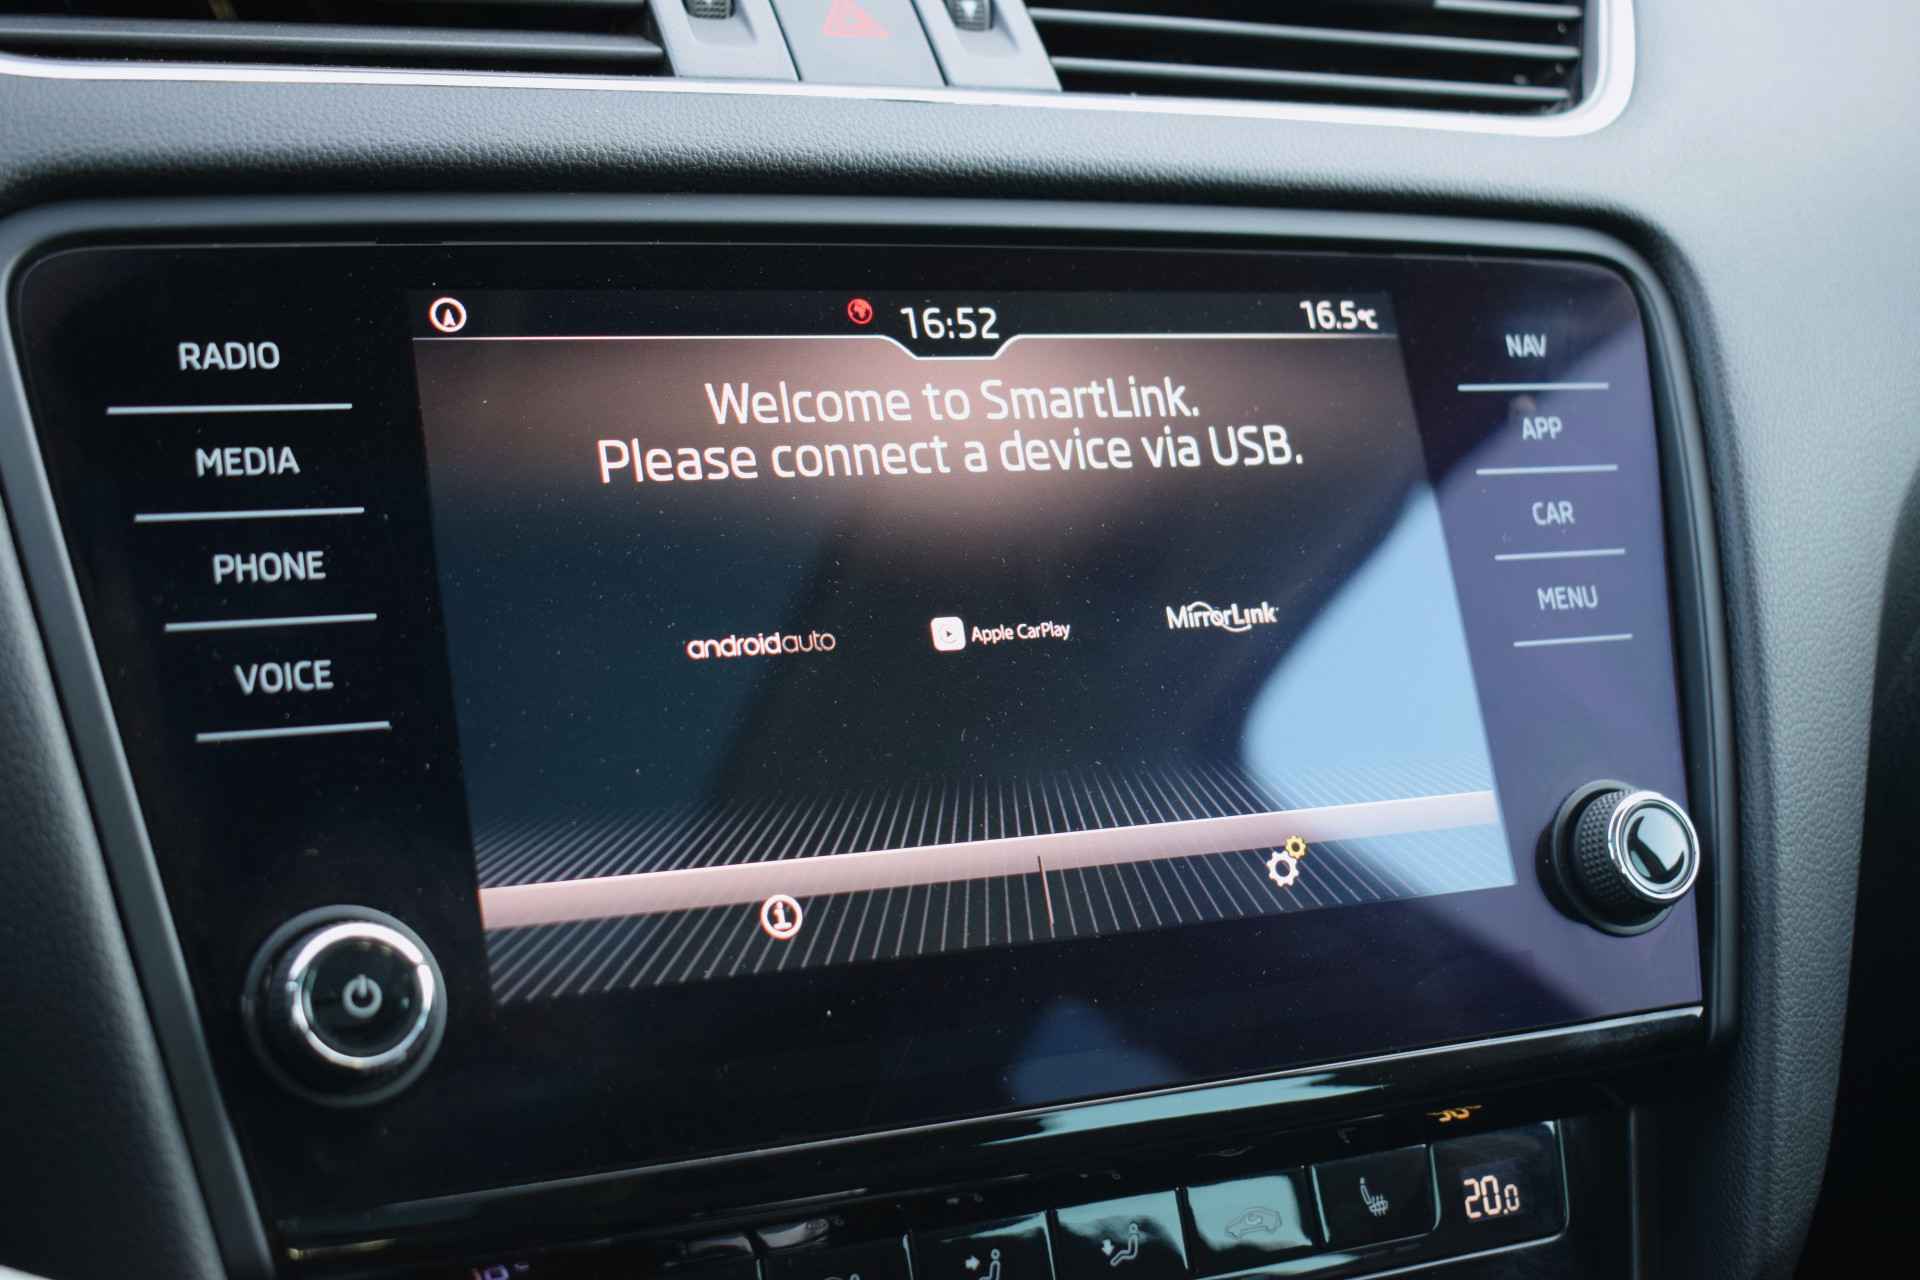 16:52
16.5°C
Welcome to SmartLink.
Please connect a device via USB.
androidauto
Apple CarPlay
MirrorLink
RADIO
MEDIA
PHONE
VOICE
NAV
APP
CAR
MENU
20.0